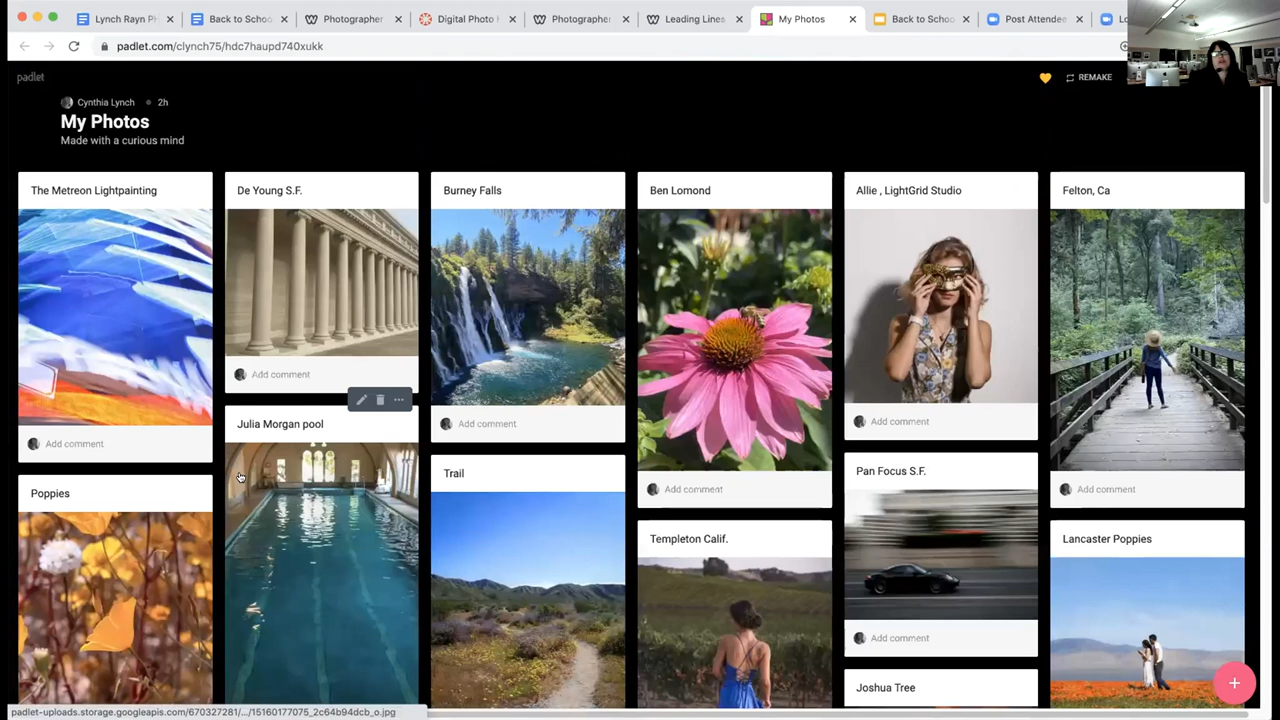 Lynch Rayn P
Back to Schoo
Photographer
Digital Photo
Photographer
Leading Lines
My Photos
Back to Schoo
Post Attendee
padlet.com/clynch75/hdc7haupd740xukk
padlet
REMAKE
Cynthia Lynch
2h
My Photos
Made with a curious mind
The Metreon Lightpainting
De Young S.F.
Burney Falls
Ben Lomond
Allie , LightGrid Studio
Felton, Ca
Add comment
Add comment
Add comment
Julia Morgan pool
Add comment
Add comment
Add comment
Poppies
Trail
Pan Focus S.F.
Templeton Calif.
Lancaster Poppies
Add comment
Joshua Tree
padlet-uploads.storage.googleapis.com/670327281/.../15160177075_2c64b94dcb_o.jpg